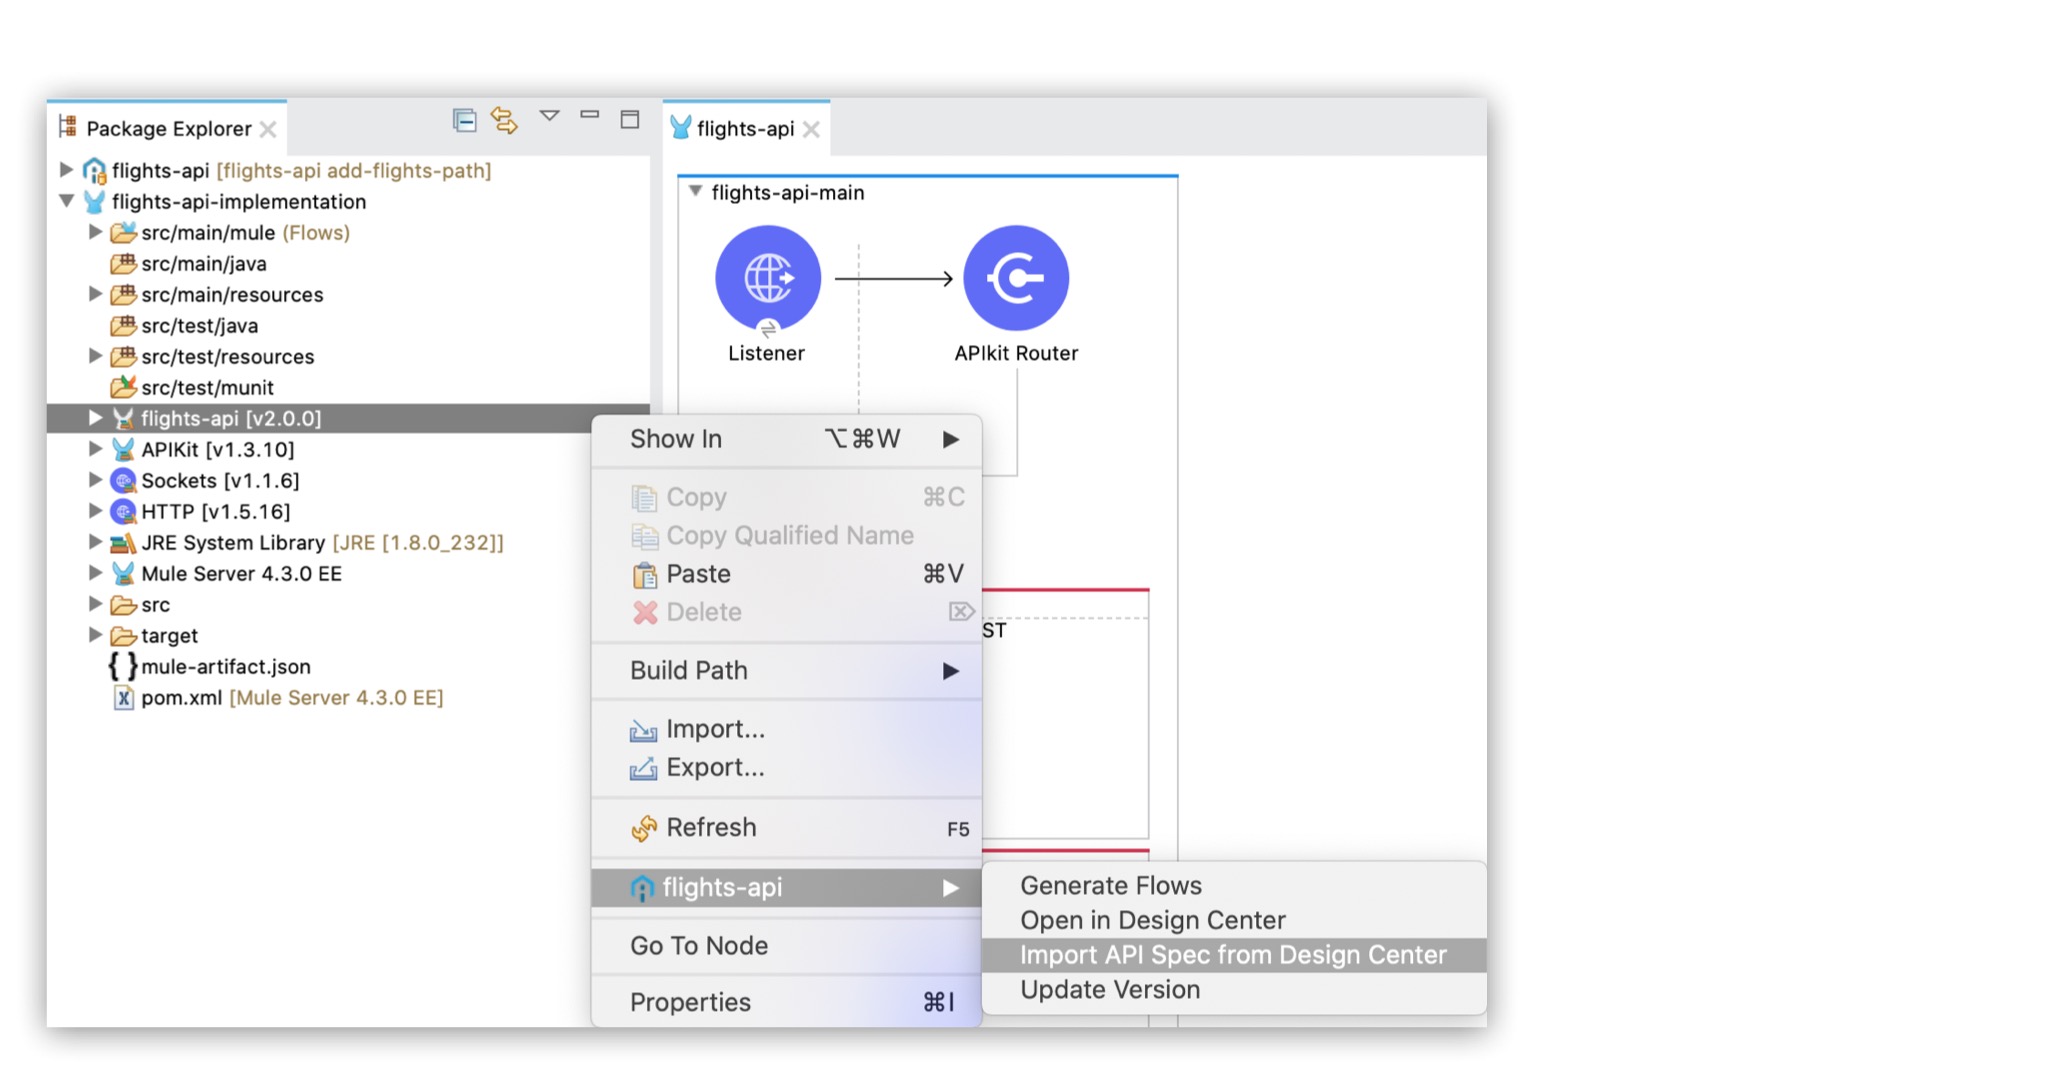 Package Explorer
flights-api [flights-api add-flights-path]
flights-api-implementation
src/main/mule (Flows)
src/main/java
src/main/resources
src/test/java
src/test/resources
src/test/munit
flights-api [v2.0.0]
APIKit [v1.3.10]
Sockets [v1.1.6]
HTTP [v1.5.16]
JRE System Library [JRE [1.8.0_232]]
Mule Server 4.3.0 EE
src
target
{ } mule-artifact.json
pom.xml [Mule Server 4.3.0 EE]
flights-api
flights-api-main
Listener
APIkit Router
ST
Show In ⌥⌘W
Copy ⌘C
Copy Qualified Name
Paste ⌘V
Delete ⌦
Build Path
Import...
Export...
Refresh F5
flights-api
Go To Node
Properties ⌘I
Generate Flows
Open in Design Center
Import API Spec from Design Center
Update Version